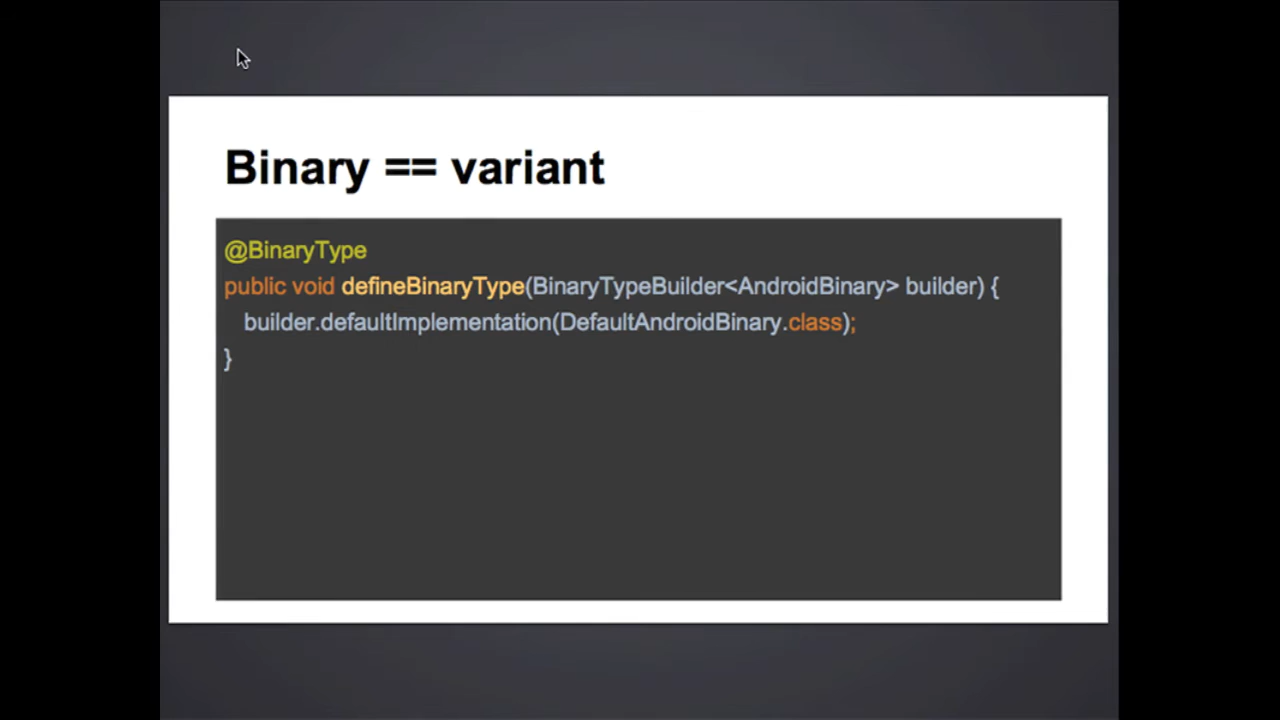 Binary == variant
@BinaryType
public void defineBinaryType(BinaryTypeBuilder<AndroidBinary> builder) {
builder.defaultImplementation(DefaultAndroidBinary.class);
}